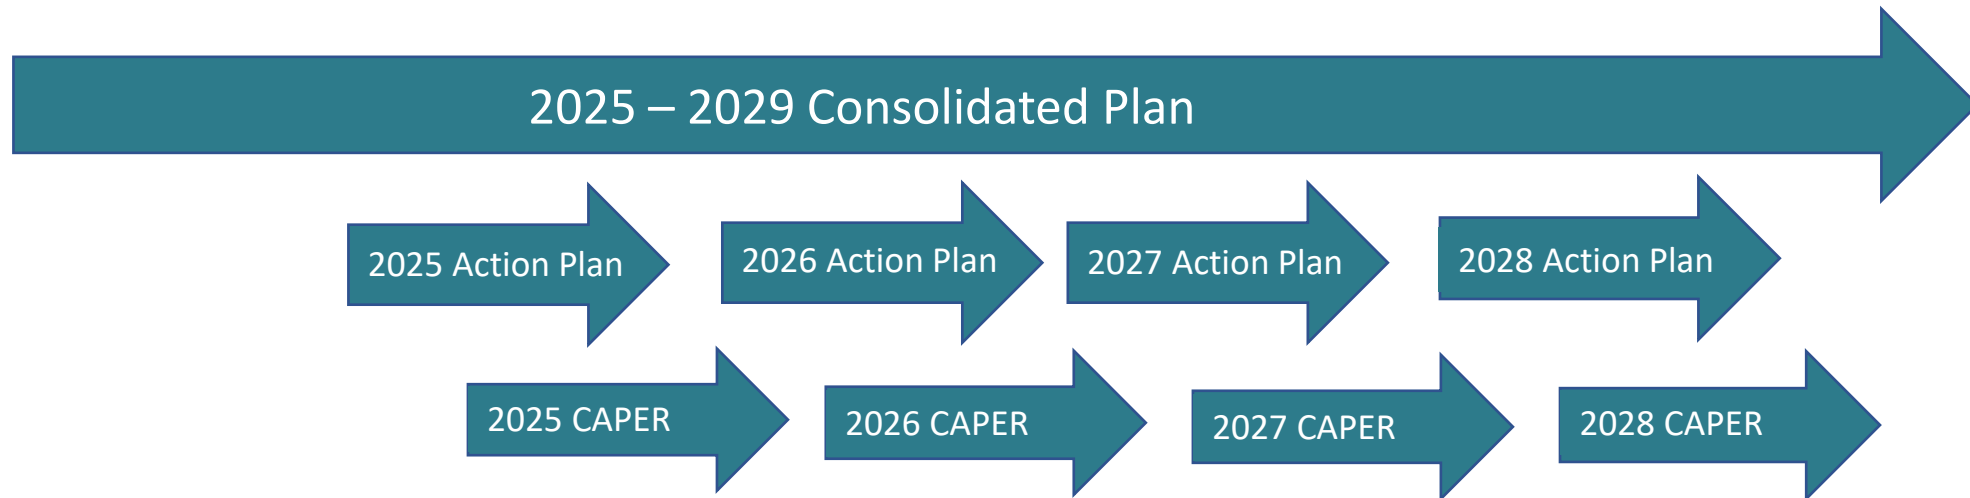 2025 – 2029 Consolidated Plan
2025 Action Plan
2026 Action Plan
2027 Action Plan
2028 Action Plan
2025 CAPER
2026 CAPER
2027 CAPER
2028 CAPER